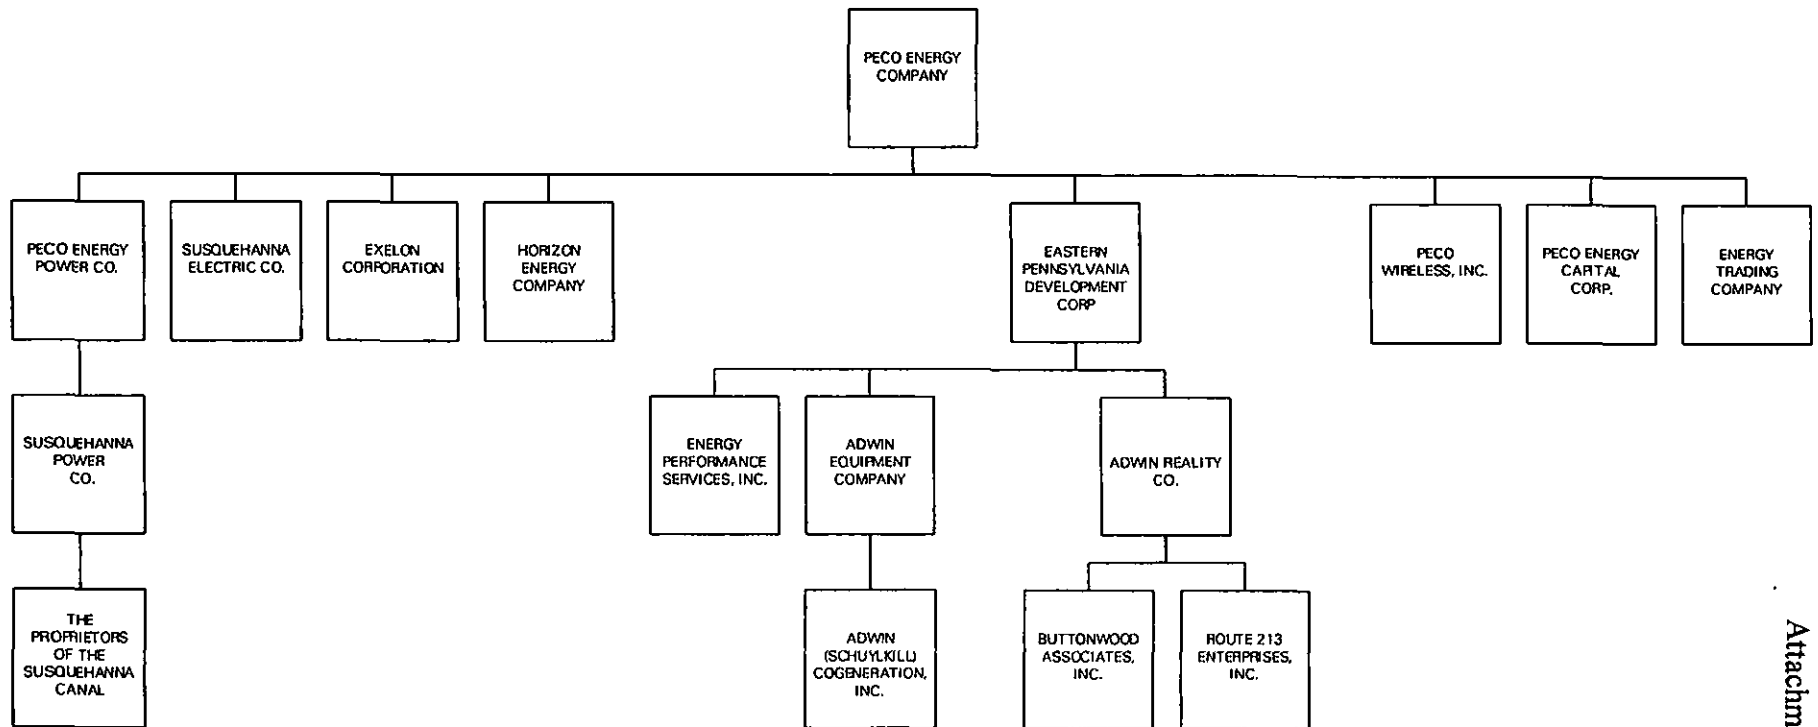 PECO ENERGY
COMPANY
PECO ENERGY
POWER CO.
SUSQUEHANNA
ELECTRIC CO.
EXELON
CORPORATION
HORIZON
ENERGY
COMPANY
EASTERN
PENNSYLVANIA
DEVELOPMENT
CORP
PECO
WIRELESS, INC.
PECO ENERGY
CAPITAL
CORP.
ENERGY
TRADING
COMPANY
SUSQUEHANNA
POWER
CO.
ENERGY
PERFORMANCE
SERVICES, INC.
ADWIN
EQUIPMENT
COMPANY
ADWIN REALITY
CO.
THE
PROPRIETORS
OF THE
SUSQUEHANNA
CANAL
ADWIN
(SCHUYLKILL)
COGENERATION,
INC.
BUTTONWOOD
ASSOCIATES,
INC.
ROUTE 213
ENTERPRISES,
INC.
Attachm